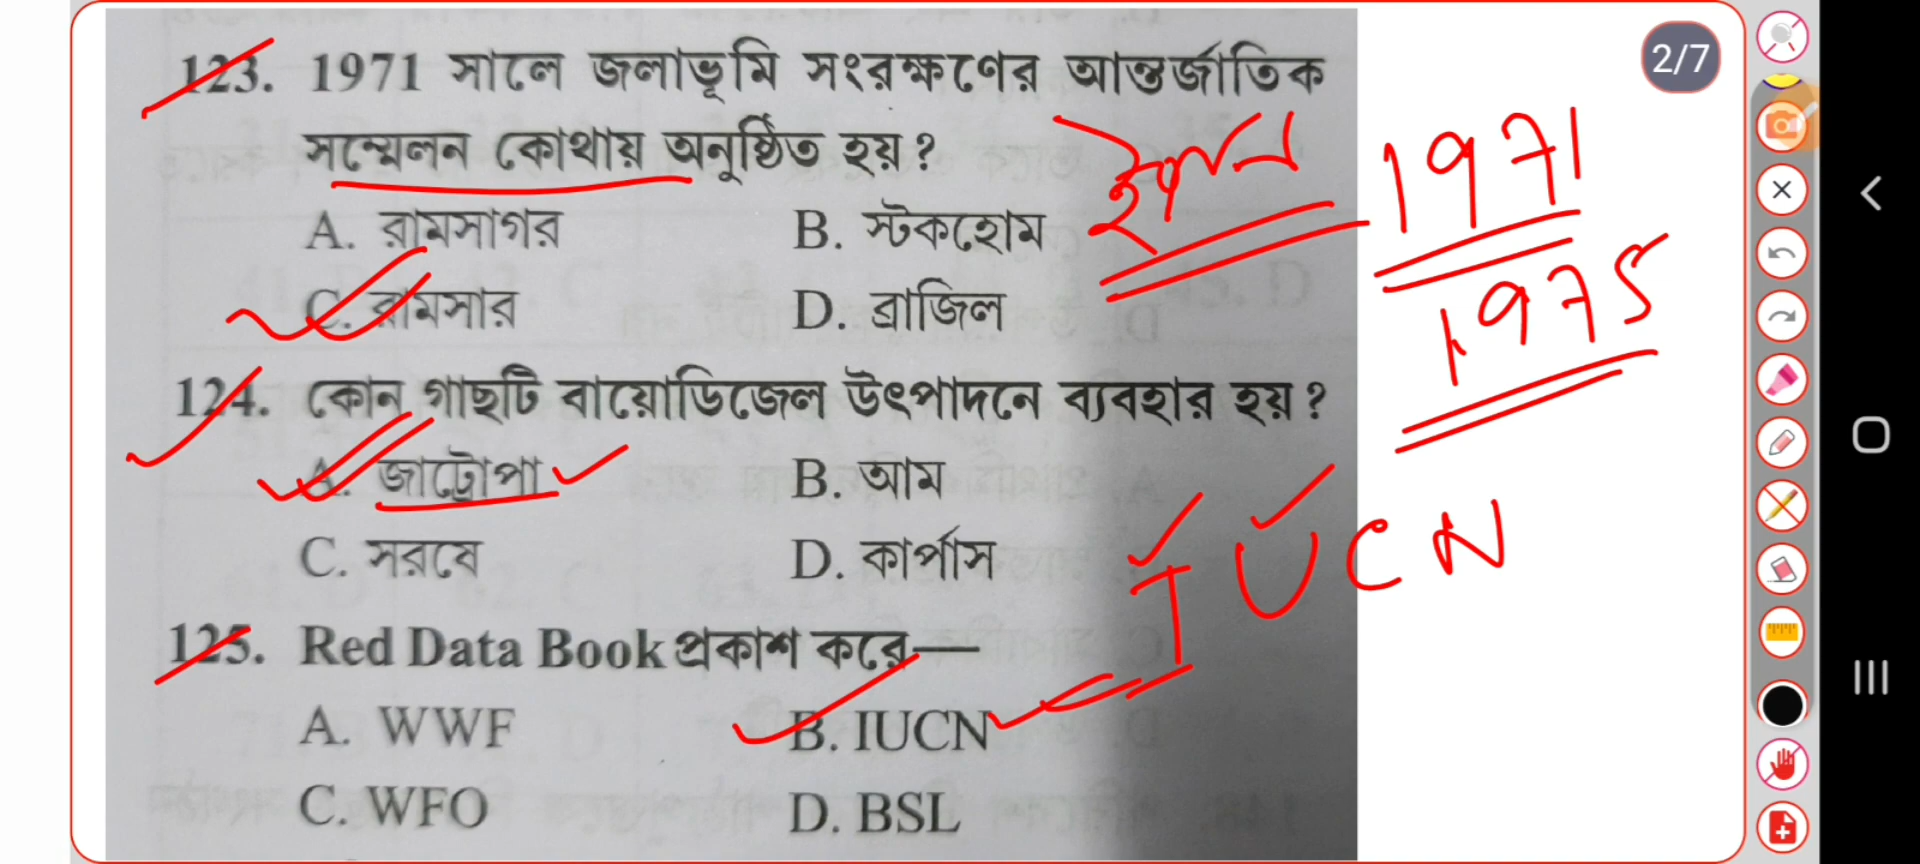 123. 1971 সালে জলাভূমি সংরক্ষণের আন্তর্জাতিক
সম্মেলন কোথায় অনুষ্ঠিত হয় ?
A. রামসাগর B. স্টকহোম
C. রামসার D. ব্রাজিল
1971
1975
124. কোন গাছটি বায়োডিজেল উৎপাদনে ব্যবহার হয় ?
A. জাট্রোপা B. আম
C. সরষে D. কার্পাস
IUCN
125. Red Data Book প্রকাশ করে—
A. WWF B. IUCN
C. WFO D. BSL
2/7